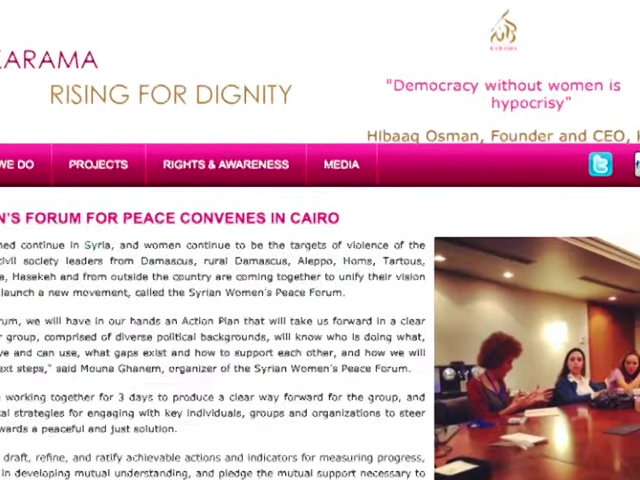 KARAMA
KARAMA
RISING FOR DIGNITY
"Democracy without women is
hypocrisy"
Hibaaq Osman, Founder and CEO,
WE DO PROJECTS RIGHTS & AWARENESS MEDIA
N'S FORUM FOR PEACE CONVENES IN CAIRO
ned continue in Syria, and women continue to be the targets of violence of the
civil society leaders from Damascus, rural Damascus, Aleppo, Homs, Tartous,
Hasekeh and from outside the country are coming together to unify their vision
launch a new movement, called the Syrian Women's Peace Forum.
rum, we will have in our hands an Action Plan that will take us forward in a clear
group, comprised of diverse political backgrounds, will know who is doing what,
ve and can use, what gaps exist and how to support each other, and how we will
ext steps," said Mouna Ghanem, organizer of the Syrian Women's Peace Forum.
working together for 3 days to produce a clear way forward for the group, and
al strategies for engaging with key individuals, groups and organizations to steer
wards a peaceful and just solution.
draft, refine, and ratify achievable actions and indicators for measuring progress,
in developing mutual understanding, and pledge the mutual support necessary to